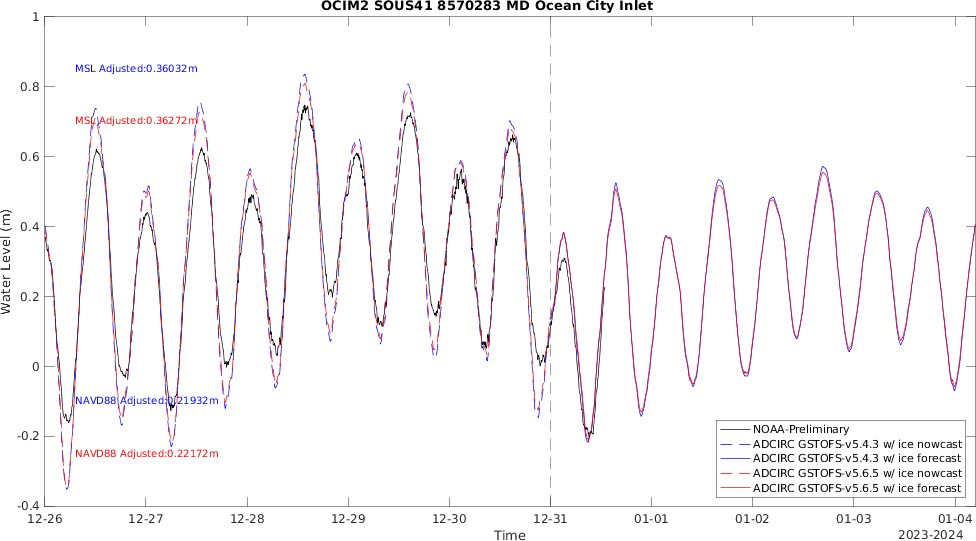 OCIM2 SOUS41 8570283 MD Ocean City Inlet
1
0.8
0.6
0.4
0.2
0
-0.2
-0.4
Water Level (m)
MSL Adjusted:0.36032m
MSL Adjusted:0.36272m
NAVD88 Adjusted:0.21932m
NAVD88 Adjusted:0.22172m
NOAA-Preliminary
ADCIRC GSTOFS-v5.4.3 w/ ice nowcast
ADCIRC GSTOFS-v5.4.3 w/ ice forecast
ADCIRC GSTOFS-v5.6.5 w/ ice nowcast
ADCIRC GSTOFS-v5.6.5 w/ ice forecast
12-26 12-27 12-28 12-29 12-30 12-31 01-01 01-02 01-03 01-04
Time
2023-2024